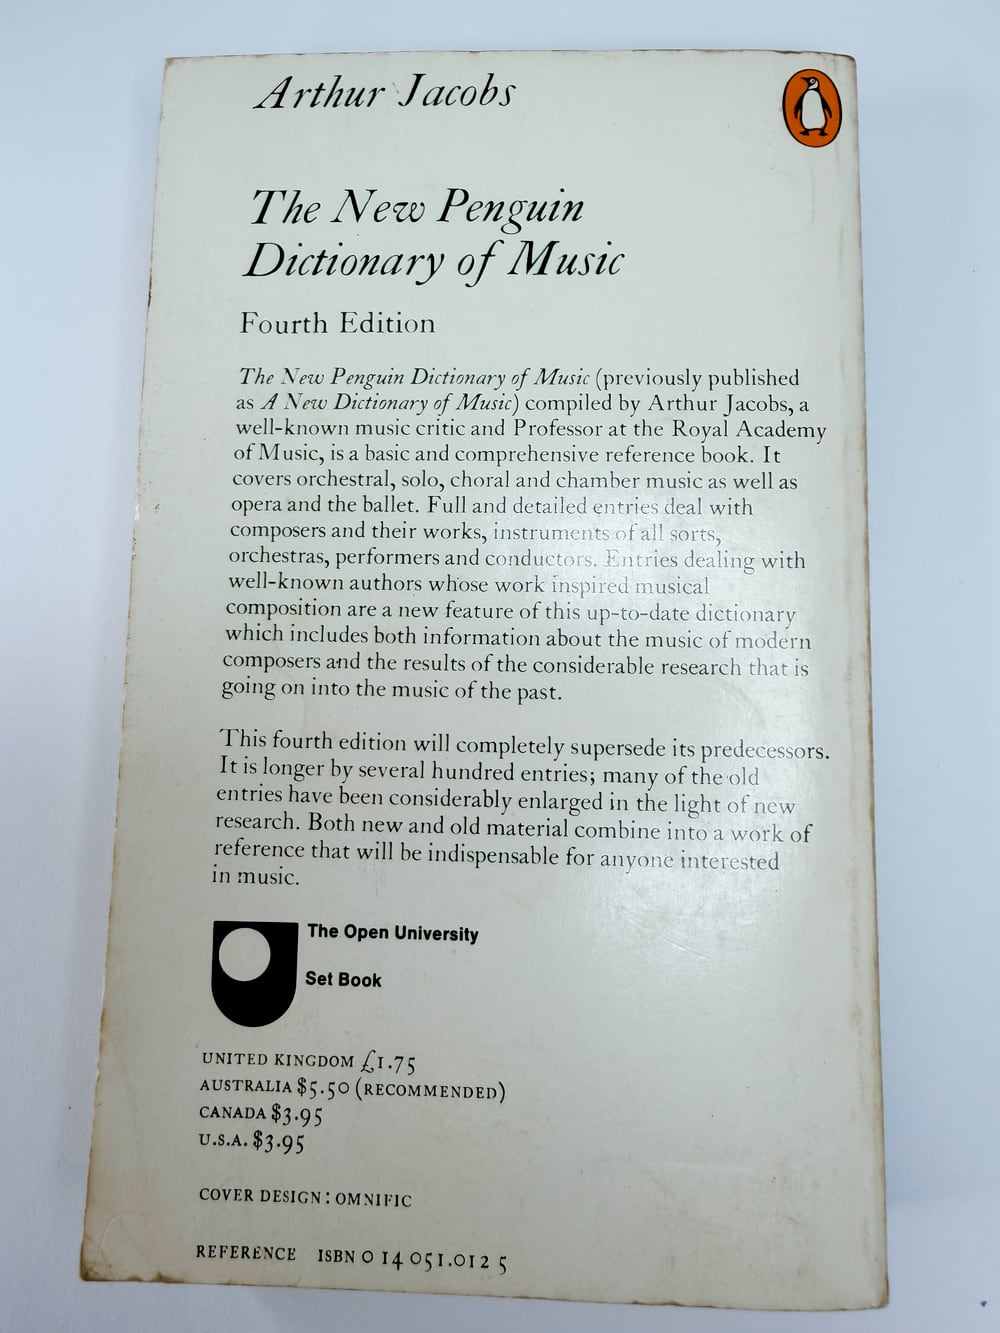 Arthur Jacobs
The New Penguin
Dictionary of Music
Fourth Edition
The New Penguin Dictionary of Music (previously published
as A New Dictionary of Music) compiled by Arthur Jacobs, a
well-known music critic and Professor at the Royal Academy
of Music, is a basic and comprehensive reference book. It
covers orchestral, solo, choral and chamber music as well as
opera and the ballet. Full and detailed entries deal with
composers and their works, instruments of all sorts,
orchestras, performers and conductors. Entries dealing with
well-known authors whose work inspired musical
composition are a new feature of this up-to-date dictionary
which includes both information about the music of modern
composers and the results of the considerable research that is
going on into the music of the past.
This fourth edition will completely supersede its predecessors.
It is longer by several hundred entries; many of the old
entries have been considerably enlarged in the light of new
research. Both new and old material combine into a work of
reference that will be indispensable for anyone interested
in music.
The Open University
Set Book
UNITED KINGDOM £1.75
AUSTRALIA $5.50 (RECOMMENDED)
CANADA $3.95
U.S.A. $3.95
COVER DESIGN: OMNIFIC
REFERENCE ISBN 0 14 051.012 5